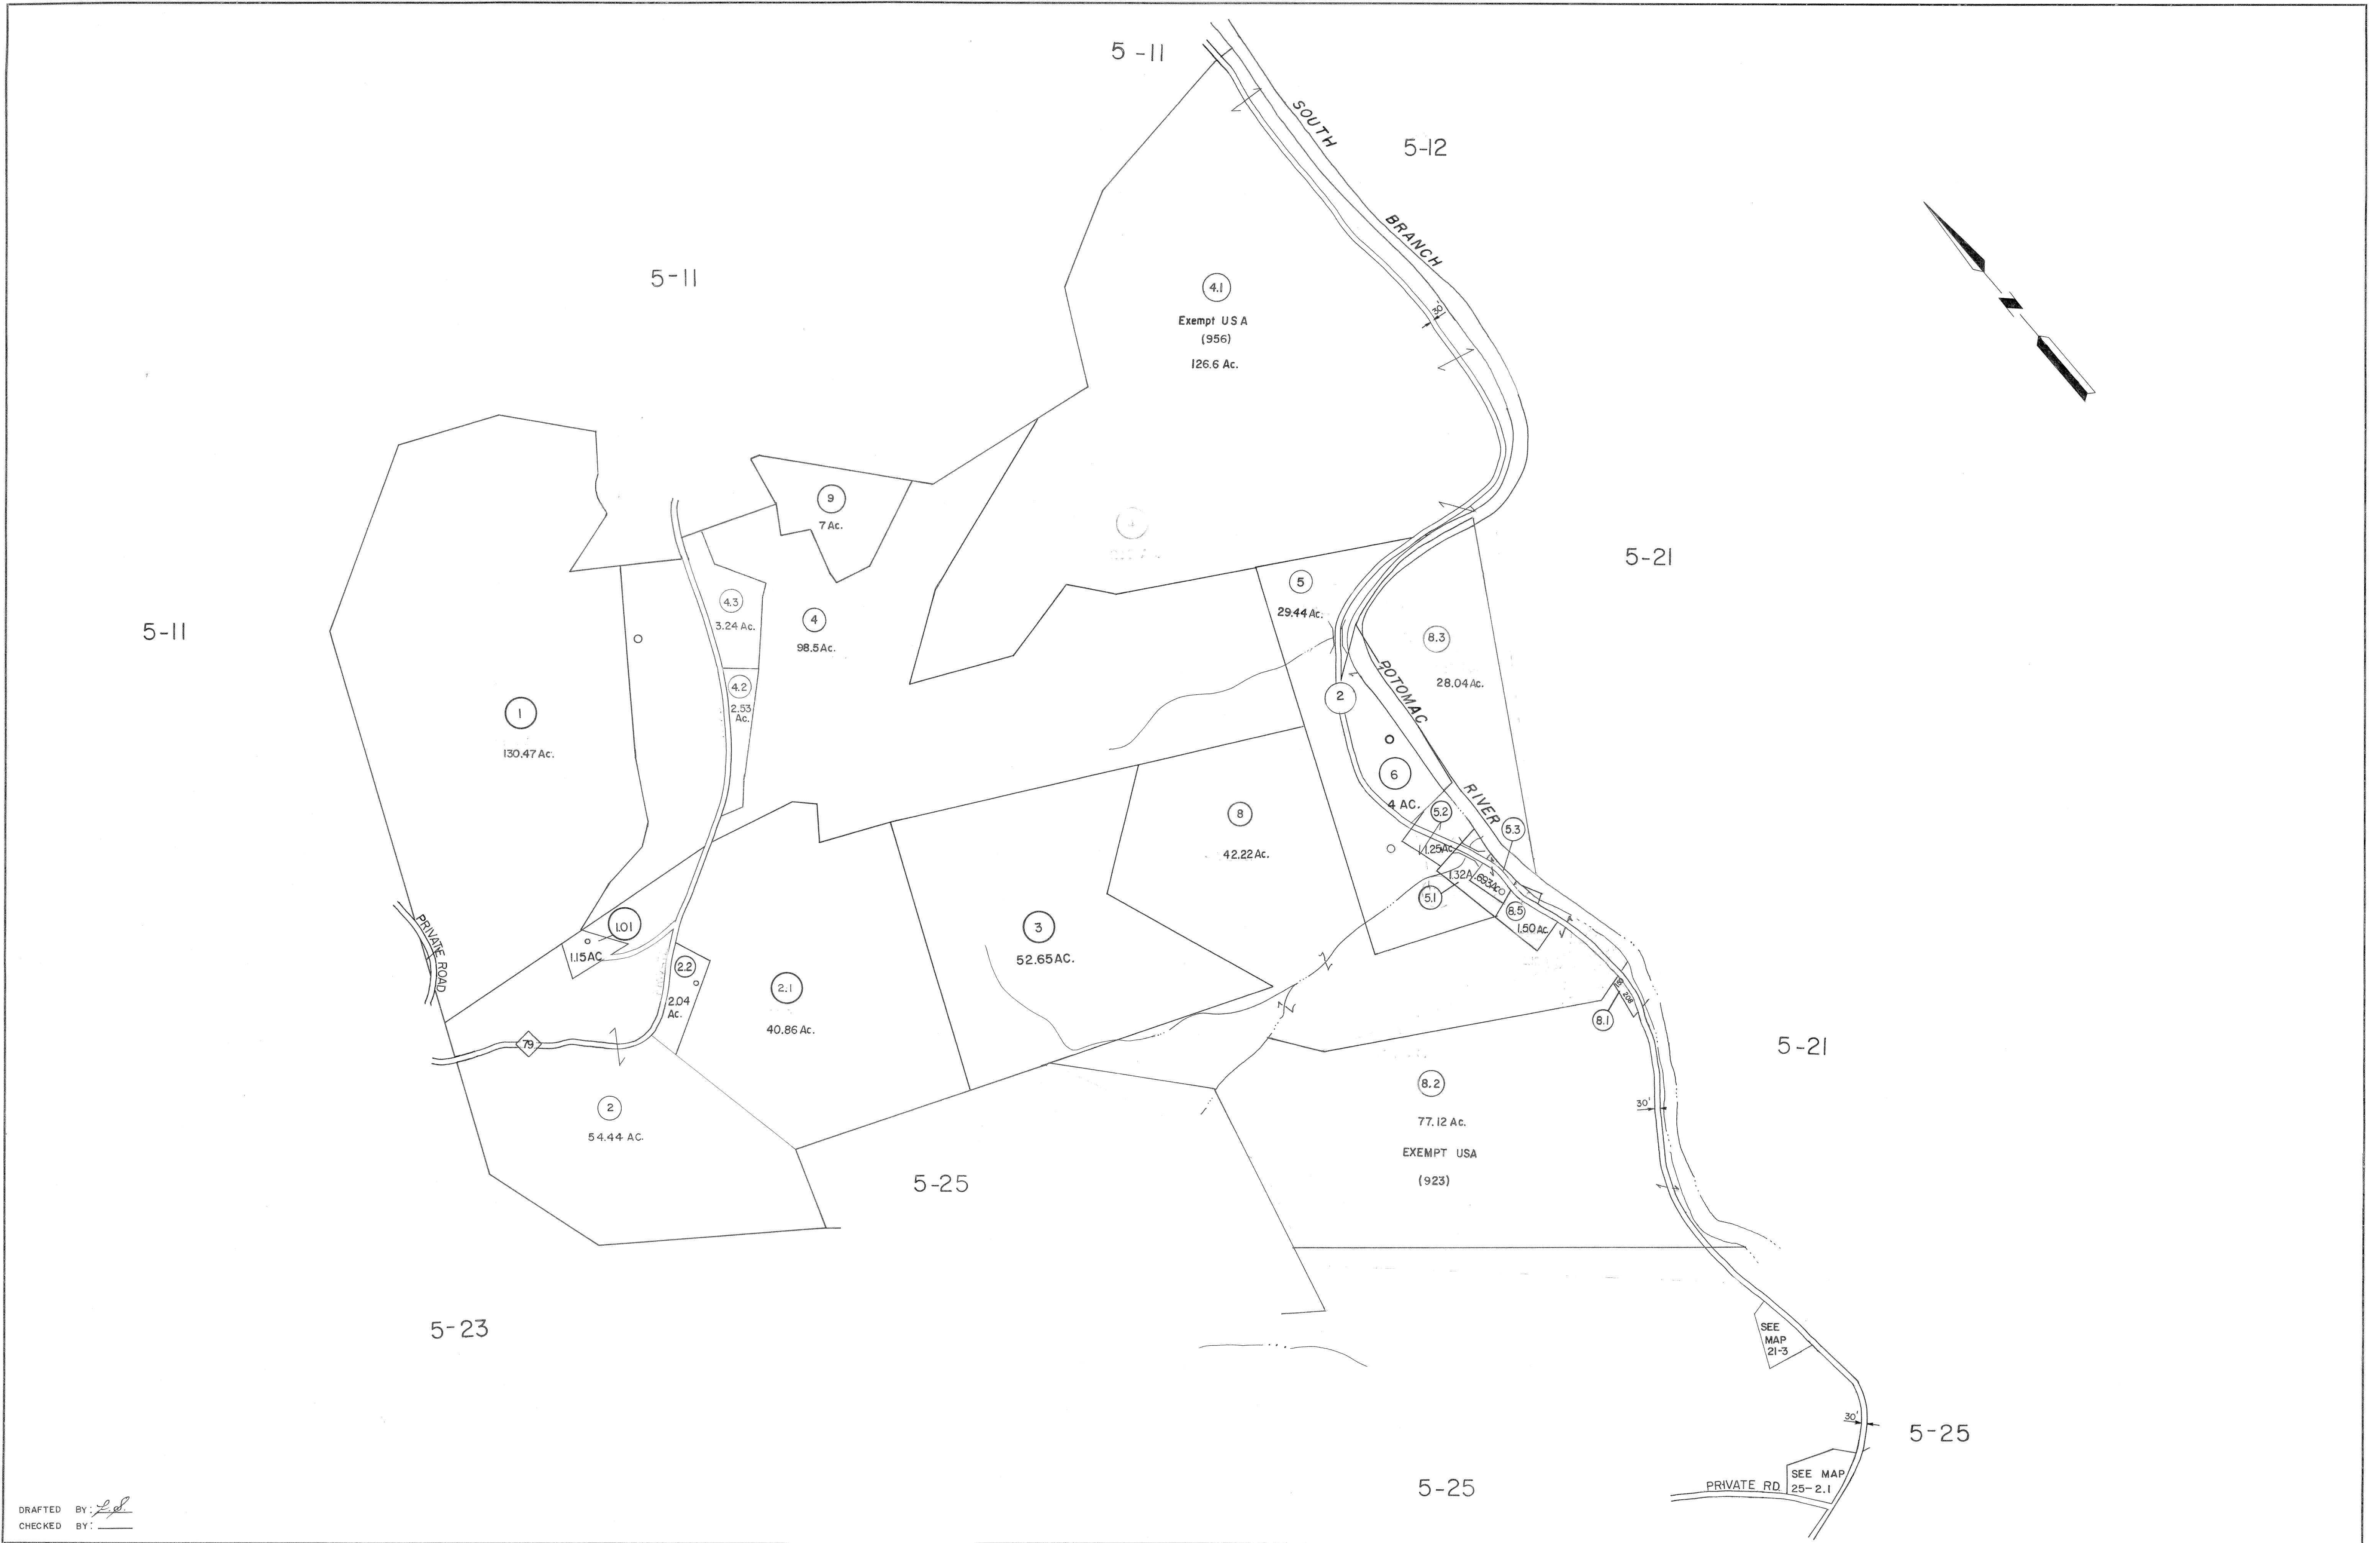 5 -11
SOUTH
5-12
BRANCH
5-11
4.1
Exempt USA
(956)
126.6 Ac.
30'
9
7 Ac.
5-21
5
29.44 Ac.
4.3
3.24 Ac.
4
98.5 Ac.
8.3
28.04 Ac.
5-11
POTOMAC
4.2
2.53
Ac.
2
1
130.47 Ac.
6
4 AC.
RIVER
5.2
5.3
8
42.22 Ac.
1.25Ac
1.32A
.693AC
5.1
8.5
1.50 Ac.
PRIVATE ROAD
1.01
1.15AC.
3
52.65AC.
2.2
2.04
Ac.
2.1
40.86 Ac.
8.1
79
5-21
8.2
77.12 Ac.
EXEMPT USA
(923)
30'
2
54.44 AC.
5-25
5-23
SEE
MAP
21-3
30'
5-25
5-25
PRIVATE RD.
SEE MAP
25-2.1
DRAFTED BY:
CHECKED BY: